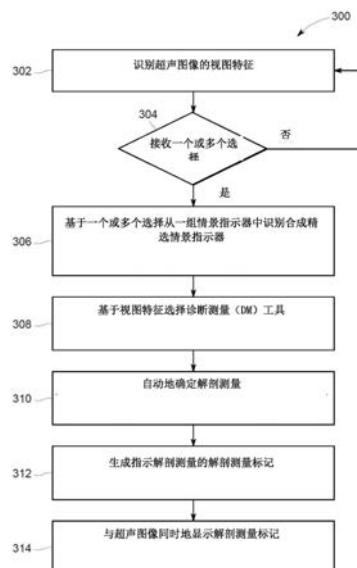 300
302
识别超声图像的视图特征
304
接收一个或多个选
择
否
是
306
基于一个或多个选择从一组情景指示器中识别合成精
选情景指示器
308
基于视图特征选择诊断测量（DM）工具
310
自动地确定解剖测量
312
生成指示解剖测量的解剖测量标记
314
与超声图像同时地显示解剖测量标记